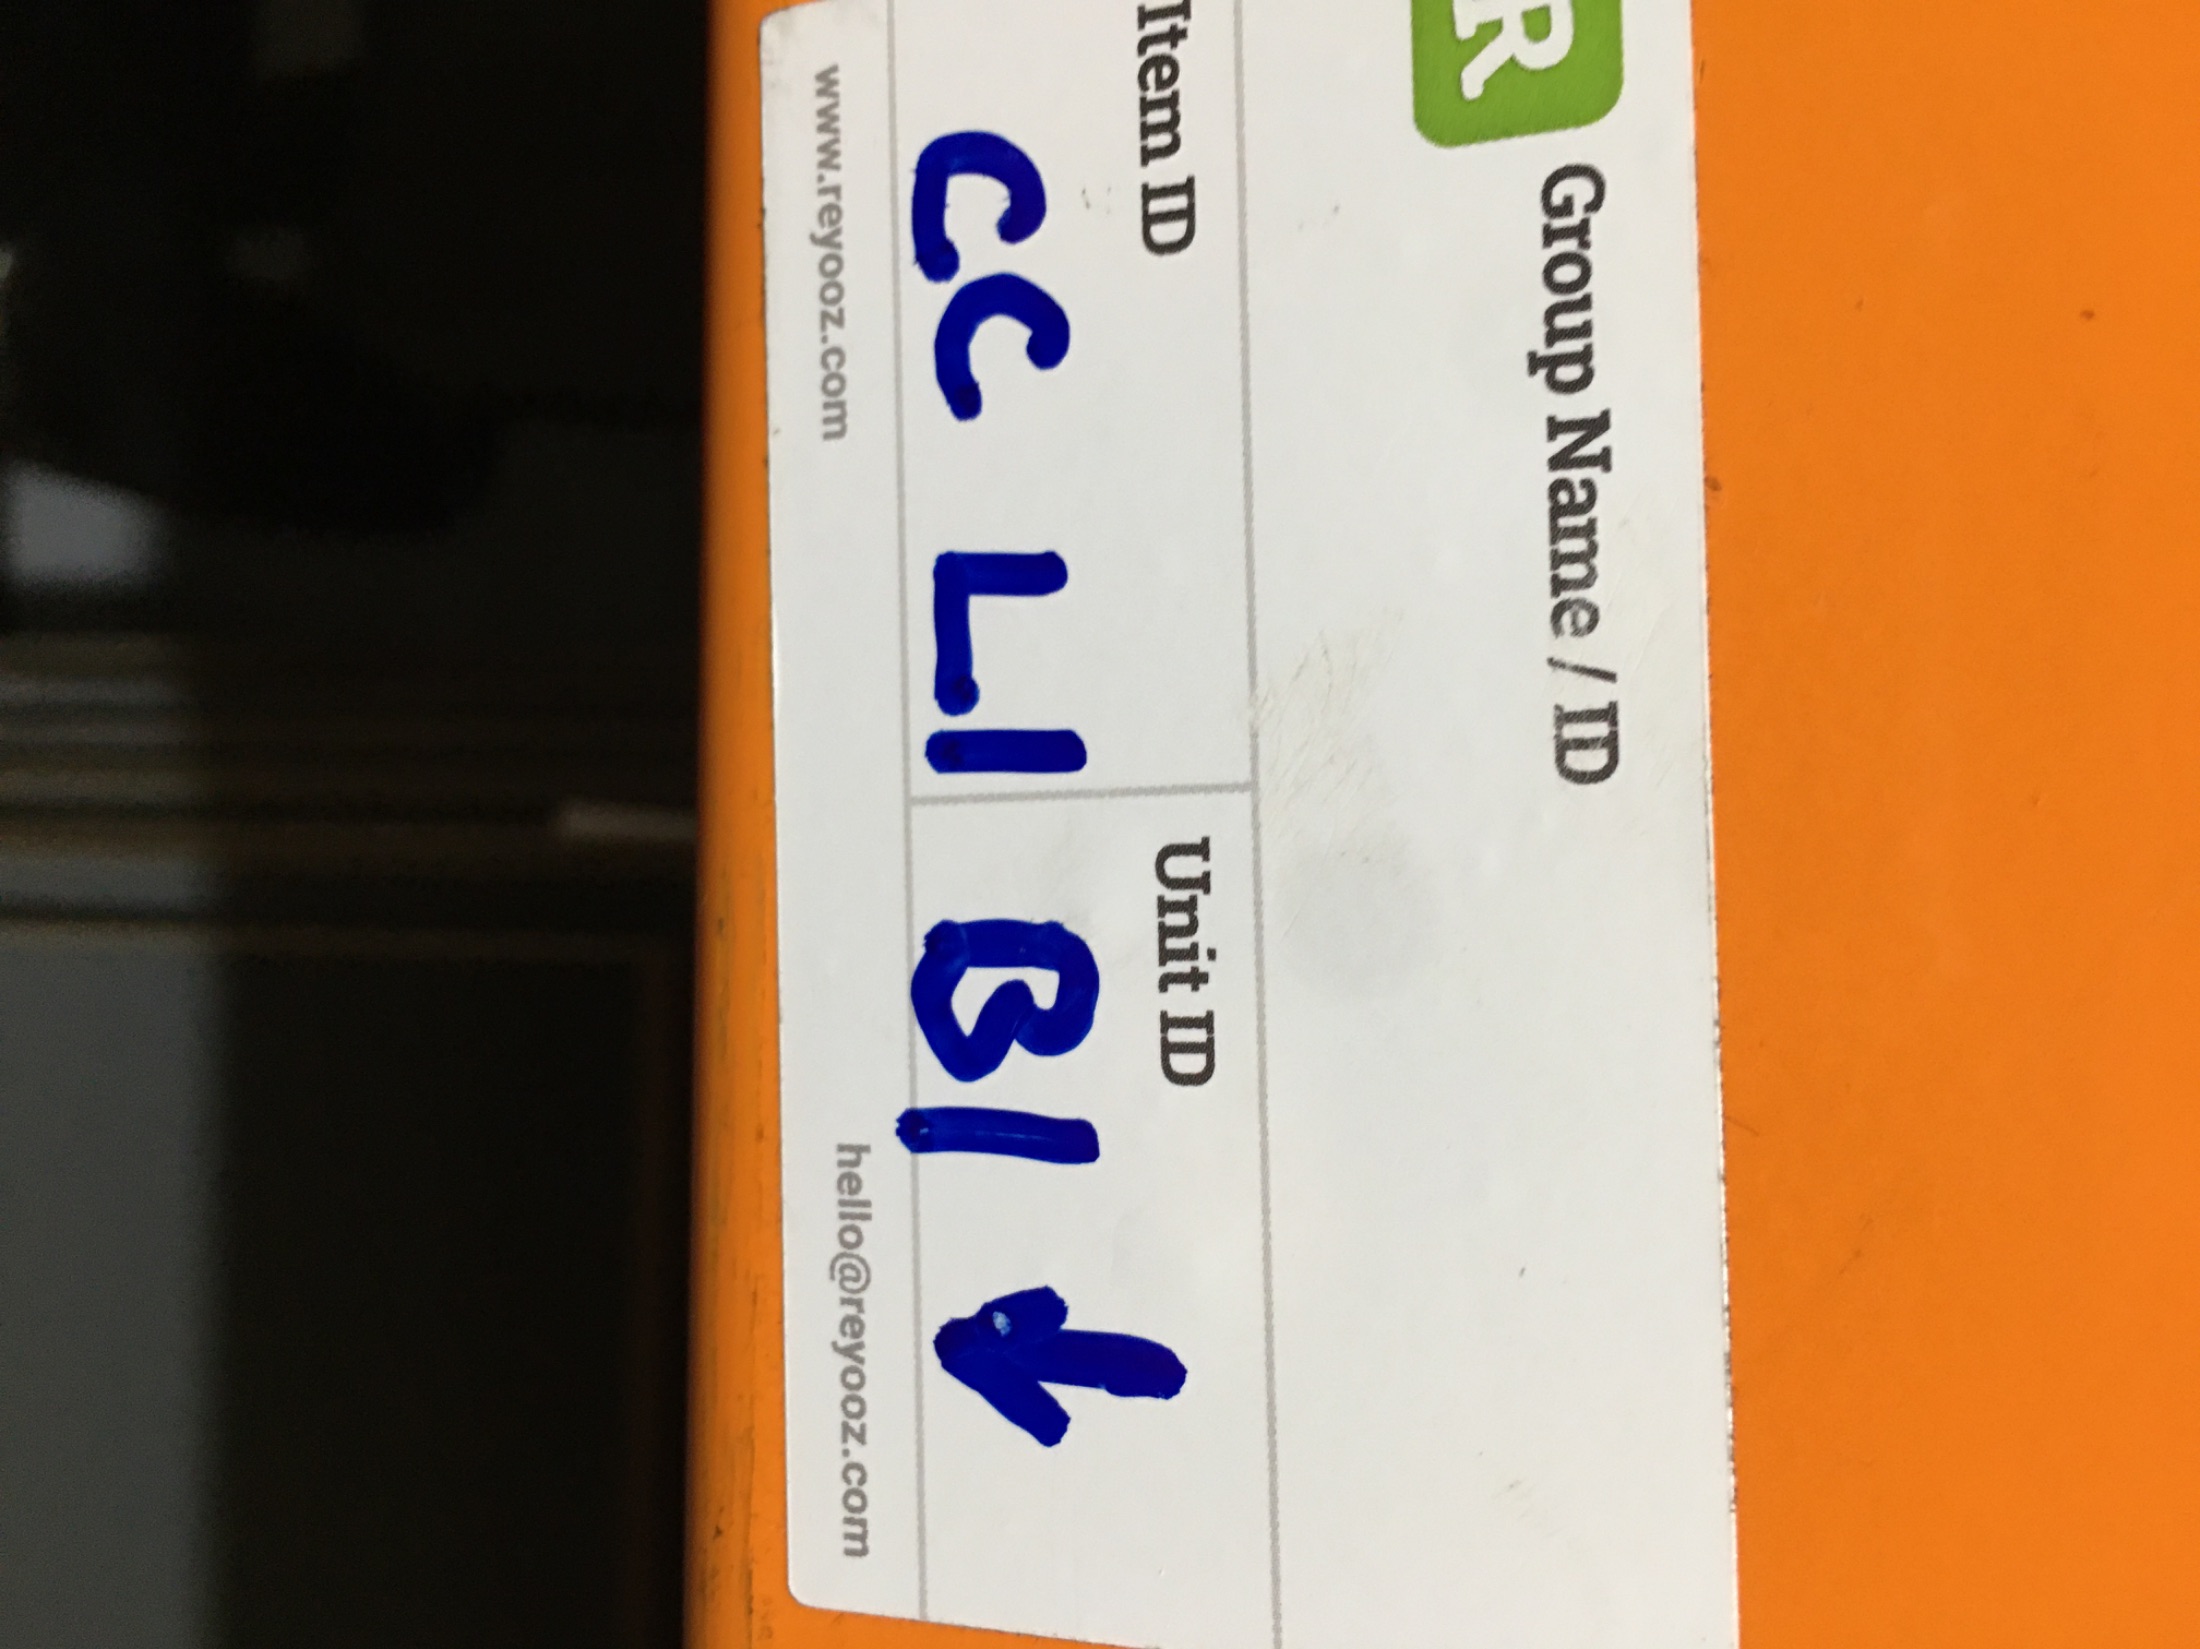 R
Group Name / ID
Item ID
Unit ID
CC L1
B1
www.reyooz.com
hello@reyooz.com